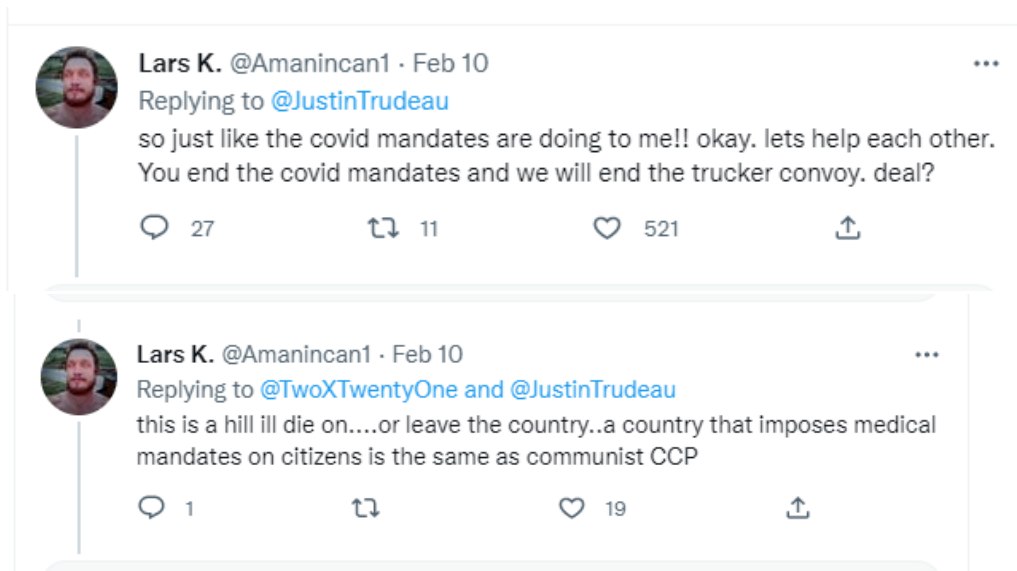 Lars K. @Amanincan1 · Feb 10
Replying to @JustinTrudeau
so just like the covid mandates are doing to me!! okay. lets help each other.
You end the covid mandates and we will end the trucker convoy. deal?
27 11 521
Lars K. @Amanincan1 · Feb 10
Replying to @TwoXTwentyOne and @JustinTrudeau
this is a hill ill die on....or leave the country..a country that imposes medical
mandates on citizens is the same as communist CCP
1 19